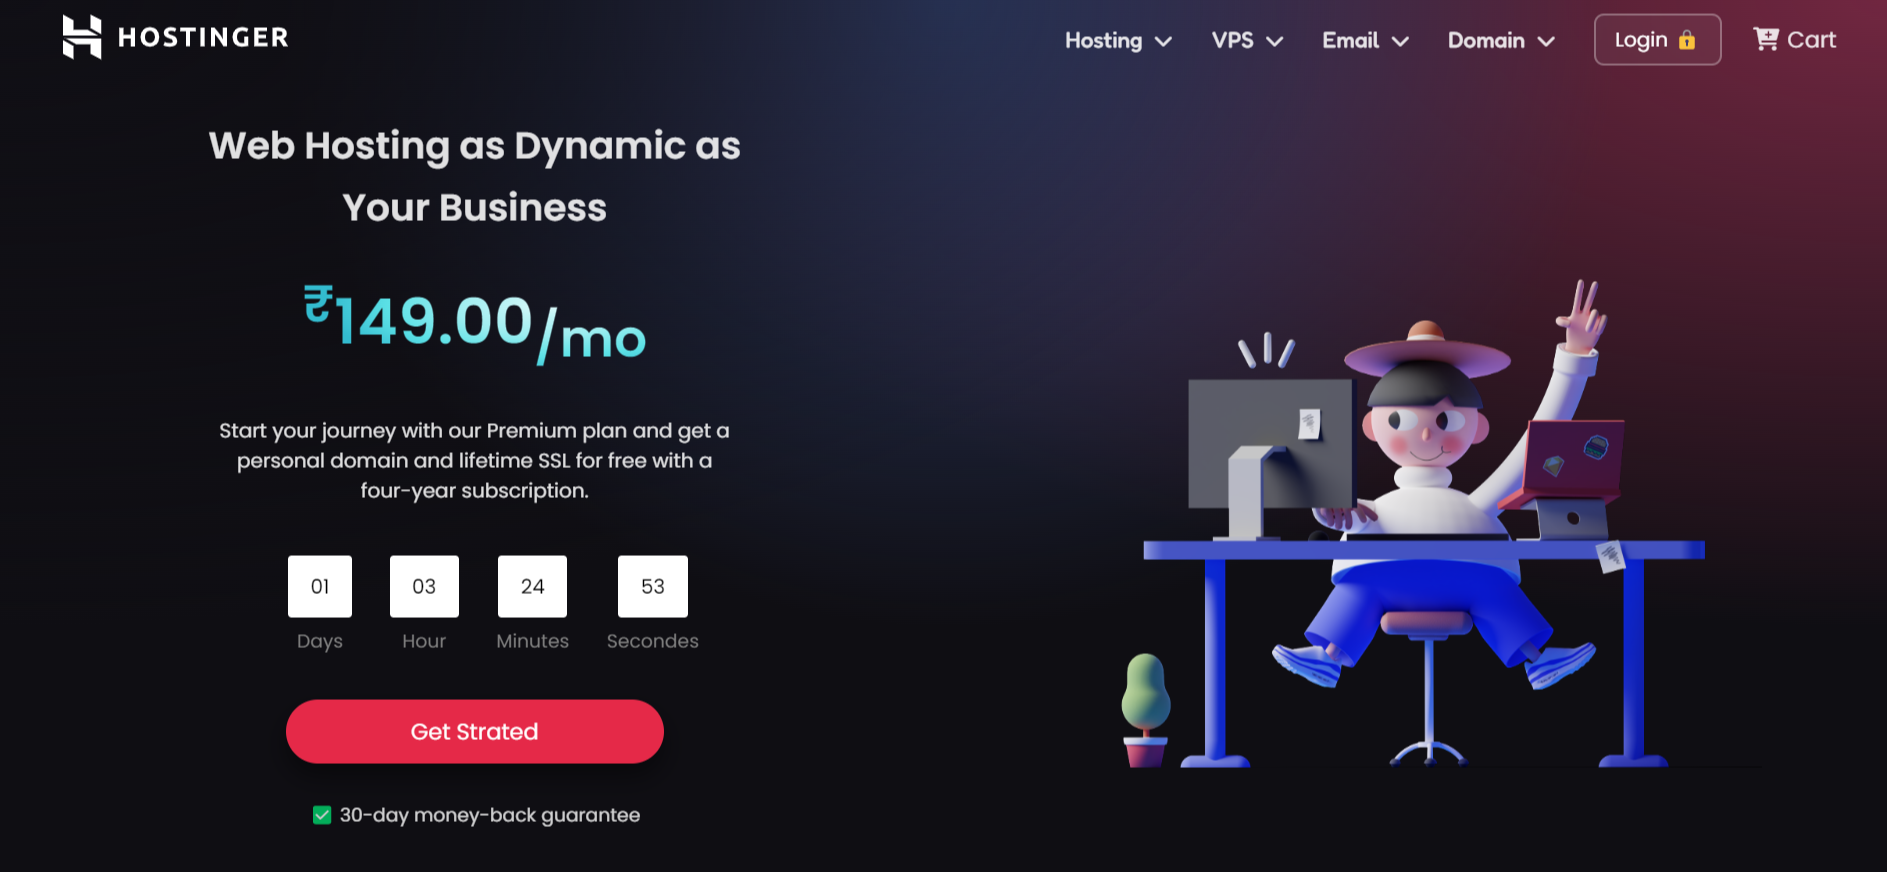 HOSTINGER
Hosting
VPS
Email
Domain
Login
Cart
Web Hosting as Dynamic as
Your Business
₹149.00/mo
Start your journey with our Premium plan and get a
personal domain and lifetime SSL for free with a
four-year subscription.
01 03 24 53
Days Hour Minutes Secondes
Get Strated
30-day money-back guarantee